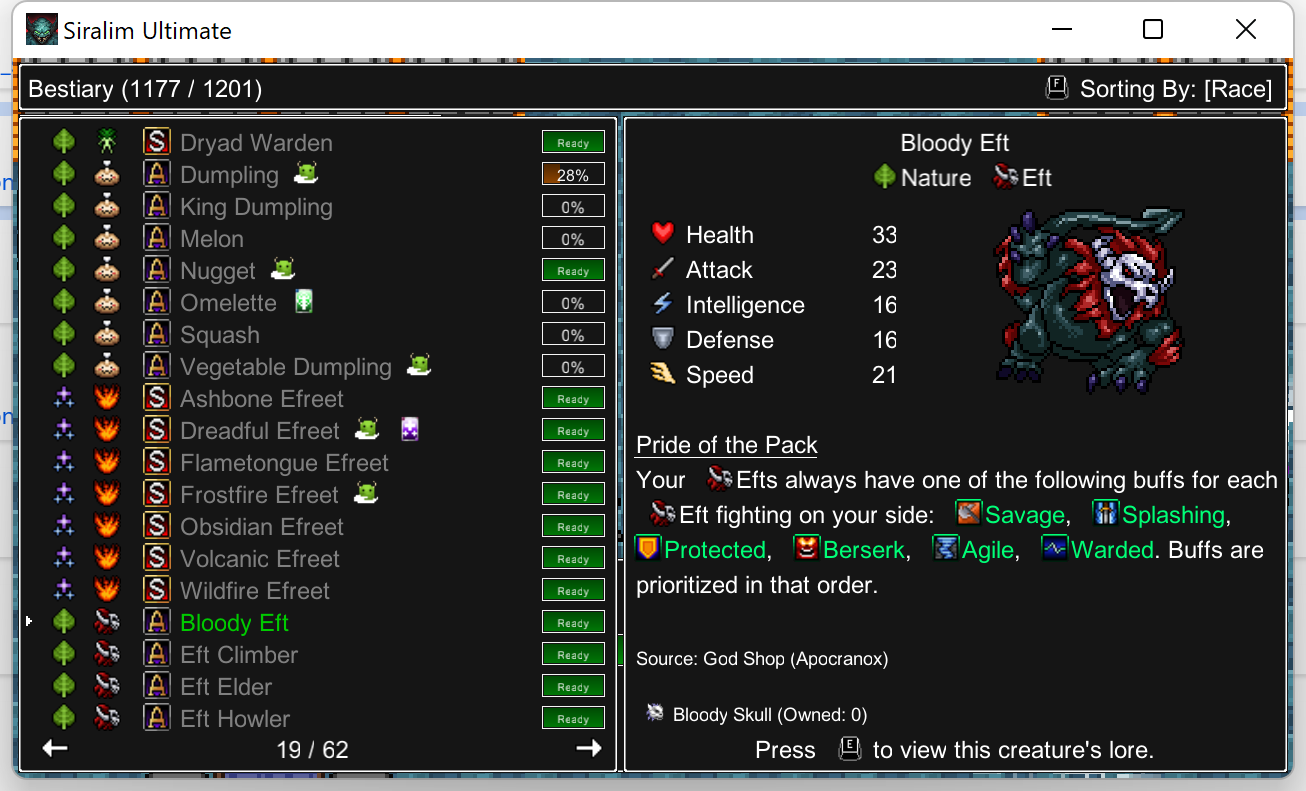 Siralim Ultimate
Bestiary (1177 / 1201)
F Sorting By: [Race]
S Dryad Warden Ready
A Dumpling 28%
A King Dumpling 0%
A Melon 0%
A Nugget Ready
A Omelette 0%
A Squash 0%
A Vegetable Dumpling 0%
S Ashbone Efreet Ready
S Dreadful Efreet Ready
S Flametongue Efreet Ready
S Frostfire Efreet Ready
S Obsidian Efreet Ready
S Volcanic Efreet Ready
S Wildfire Efreet Ready
A Bloody Eft Ready
A Eft Climber Ready
A Eft Elder Ready
A Eft Howler Ready
19 / 62
Bloody Eft
Nature Eft
Health 33
Attack 23
Intelligence 16
Defense 16
Speed 21
Pride of the Pack
Your Efts always have one of the following buffs for each
Eft fighting on your side: Savage, Splashing,
Protected, Berserk, Agile, Warded. Buffs are
prioritized in that order.
Source: God Shop (Apocranox)
Bloody Skull (Owned: 0)
Press E to view this creature's lore.